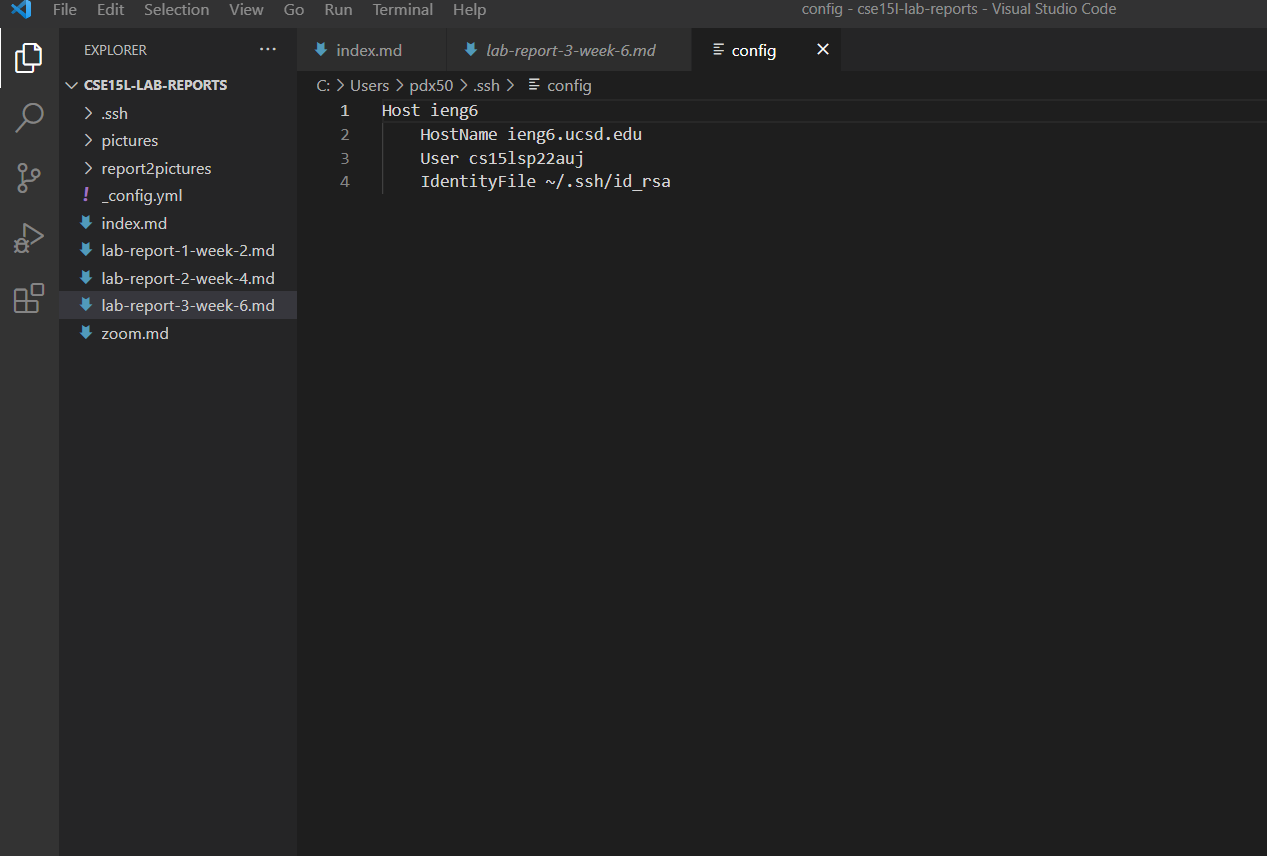 File Edit Selection View Go Run Terminal Help config - cse15l-lab-reports - Visual Studio Code
EXPLORER ··· index.md lab-report-3-week-6.md config
CSE15L-LAB-REPORTS C: > Users > pdx50 > .ssh > config
.ssh
pictures
report2pictures
_config.yml
index.md
lab-report-1-week-2.md
lab-report-2-week-4.md
lab-report-3-week-6.md
zoom.md
1 Host ieng6
2 HostName ieng6.ucsd.edu
3 User cs15lsp22auj
4 IdentityFile ~/.ssh/id_rsa